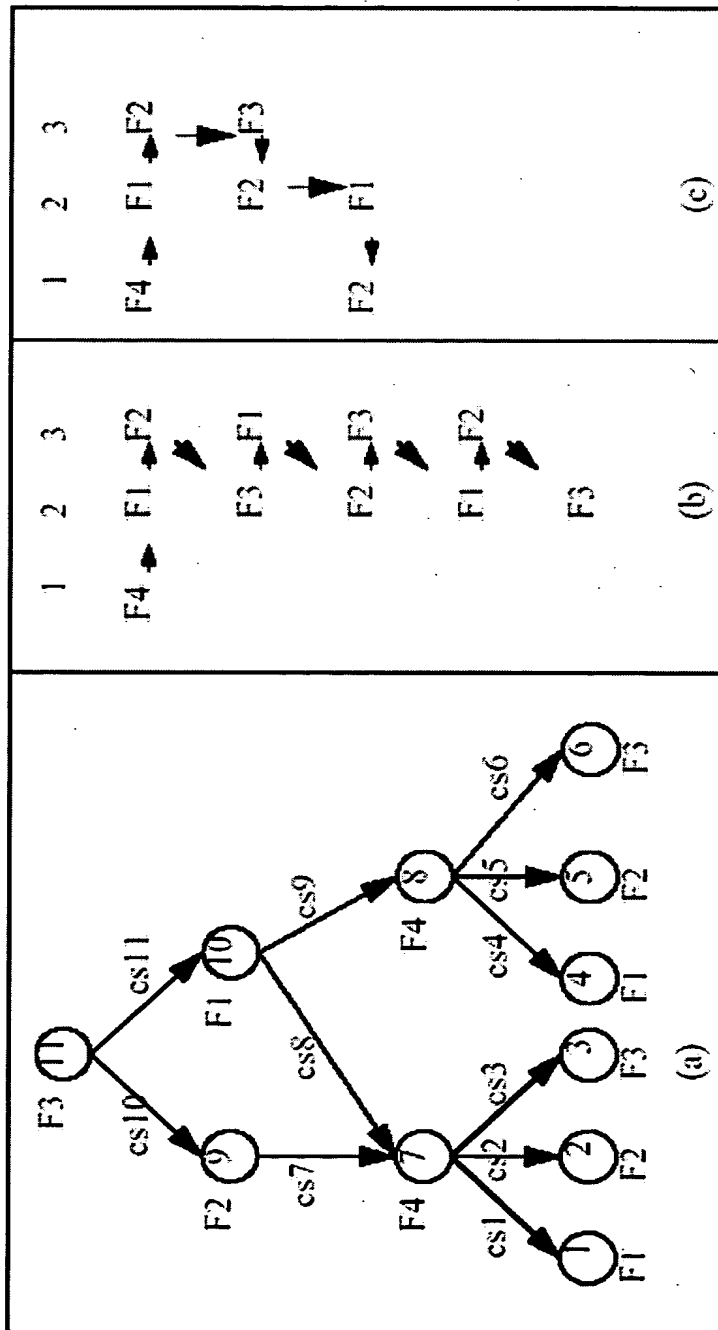 F3
11
cs10 cs11
F2 9 F1 10
cs7 cs8 cs9
F4 7 F4 8
cs1 cs2 cs3 cs4 cs5 cs6
1 2 3 4 5 6
F1 F2 F3 F1 F2 F3
(a)
1 2 3
F4 F1 F2
F3 F1
F2 F3
F1 F2
F3
(b)
1 2 3
F4 F1 F2
F2 F3
F2 F1
(c)